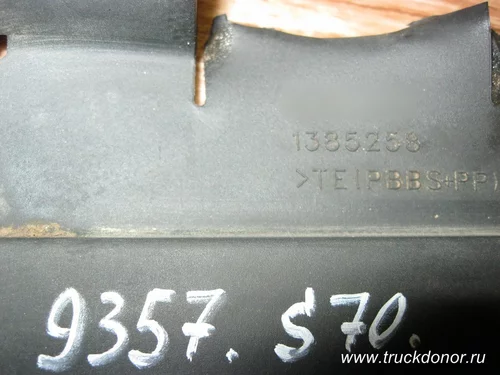 1385258
>TE(PBBS+PP)
9357. S70.
www.truckdonor.ru